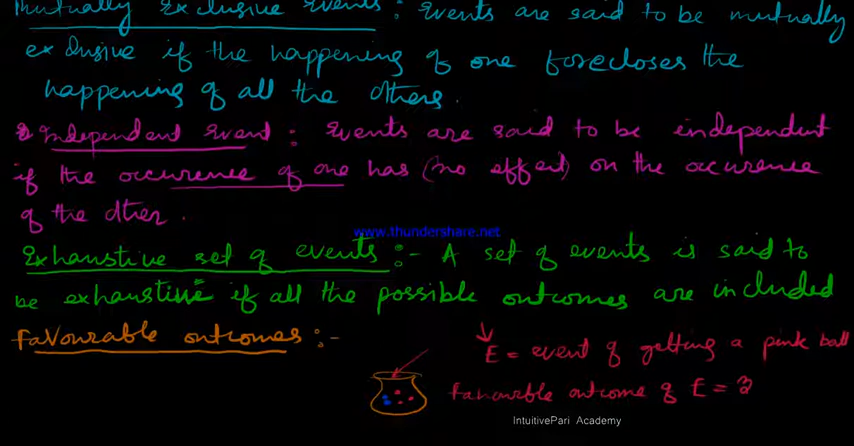 Mutually Exclusive Events : Events are said to be mutually
exclusive if the happening of one forecloses the
happening of all the others.
Independent Event : Events are said to be independent
if the occurence of one has (no effect) on the occurence
of the other .
www.thundershare.net
Exhaustive set of events :- A set of events is said to
be exhaustive if all the possible outcomes are included
favourable outcomes :-
E = event of getting a pink ball
favourable outcome of E =
IntuitivePari Academy